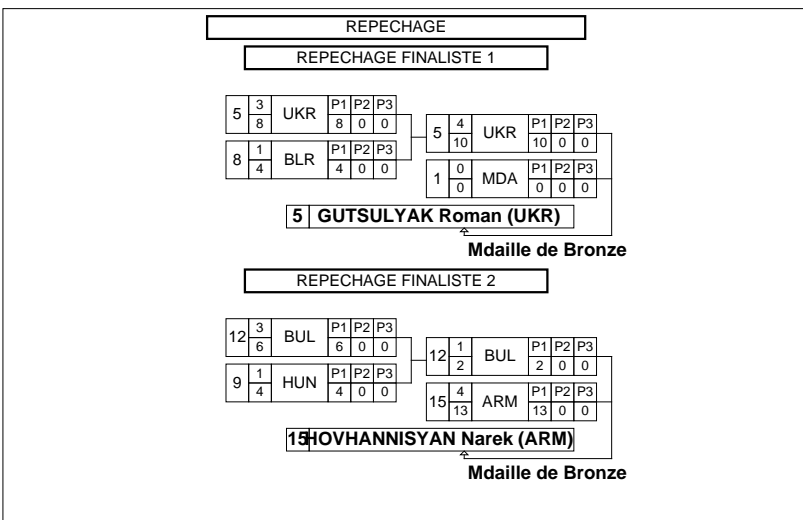 REPECHAGE
REPECHAGE FINALISTE 1
5 3 8 UKR P1 P2 P3 8 0 0
8 1 4 BLR P1 P2 P3 4 0 0
5 4 10 UKR P1 P2 P3 10 0 0
1 0 0 MDA P1 P2 P3 0 0 0
5 GUTSULYAK Roman (UKR)
Mdaille de Bronze
REPECHAGE FINALISTE 2
12 3 6 BUL P1 P2 P3 6 0 0
9 1 4 HUN P1 P2 P3 4 0 0
12 1 2 BUL P1 P2 P3 2 0 0
15 4 13 ARM P1 P2 P3 13 0 0
15 HOVHANNISYAN Narek (ARM)
Mdaille de Bronze